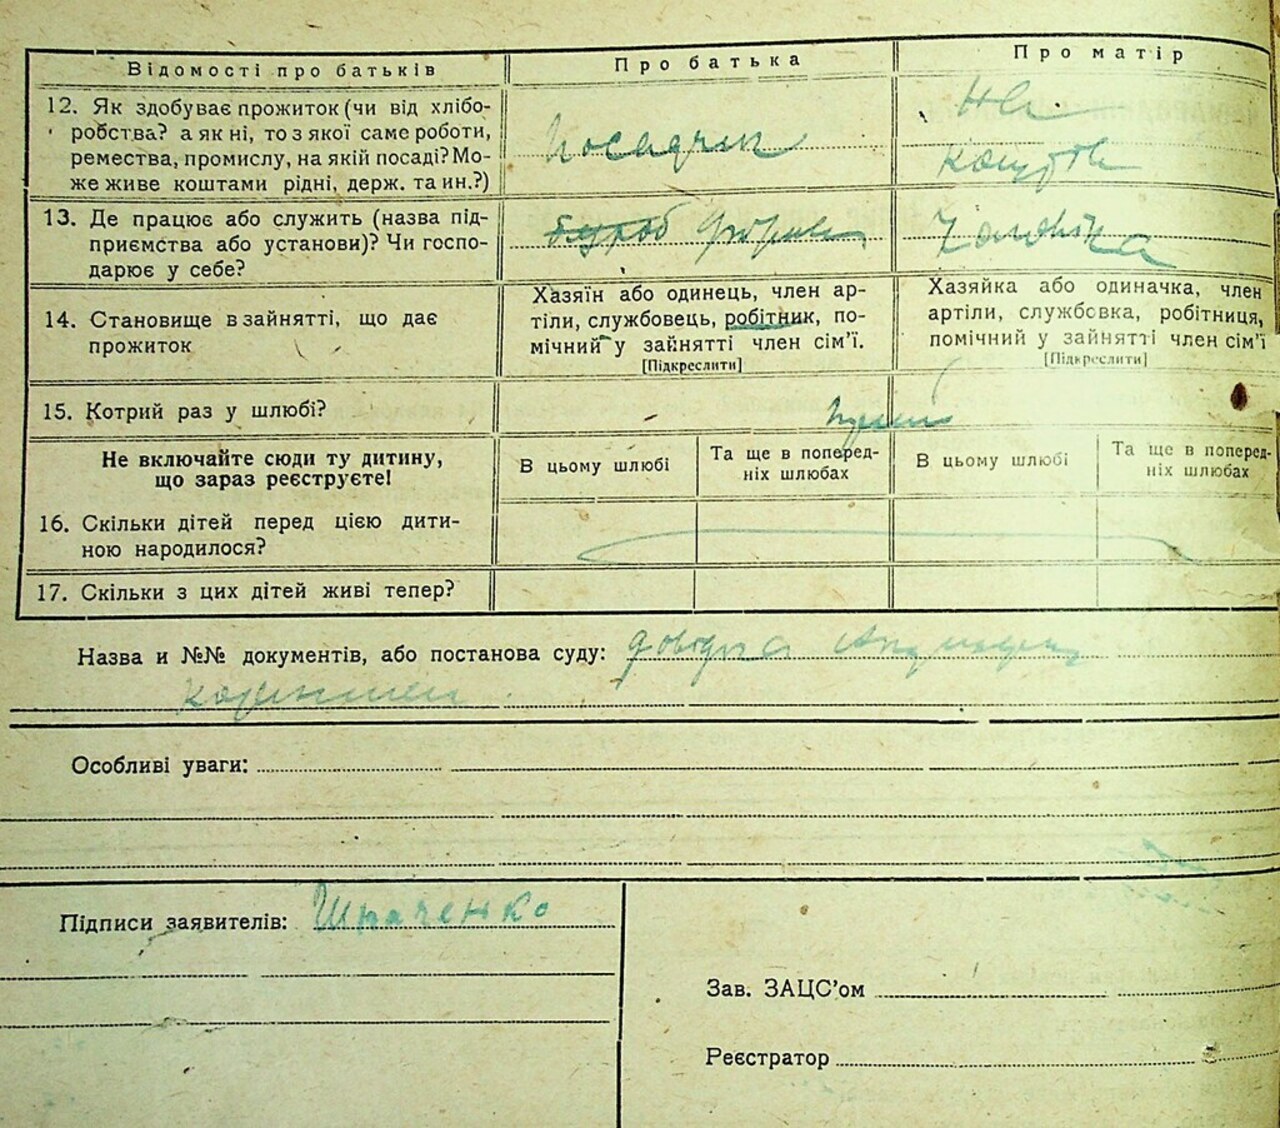 Відомості про батьків
Про батька
Про матір
12. Як здобуває прожиток (чи від хлібо-
робства? а як ні, то з якої саме роботи,
ремества, промислу, на якій посаді? Мо-
же живе коштами рідні, держ. та ин.?)
На
коштів
13. Де працює або служить (назва під-
приємства або установи)? Чи госпо-
дарює у себе?
Чоловіка
14. Становище в зайнятті, що дає
прожиток
Хазяїн або одинець, член ар-
тіли, службовець, робітник, по-
мічний у зайнятті член сім'ї.
[Підкреслити]
Хазяйка або одиначка, член
артіли, службовка, робітниця,
помічний у зайнятті член сім'ї
[Підкреслити]
15. Котрий раз у шлюбі?
Не включайте сюди ту дитину,
що зараз реєструєте!
В цьому шлюбі
Та ще в поперед-
ніх шлюбах
В цьому шлюбі
Та ще в поперед-
ніх шлюбах
16. Скільки дітей перед цією дити-
ною народилося?
17. Скільки з цих дітей живі тепер?
Назва и №№ документів, або постанова суду: довідка
Особливі уваги:
Підписи заявителів: Шпаченко
Зав. ЗАЦС'ом
Реєстратор